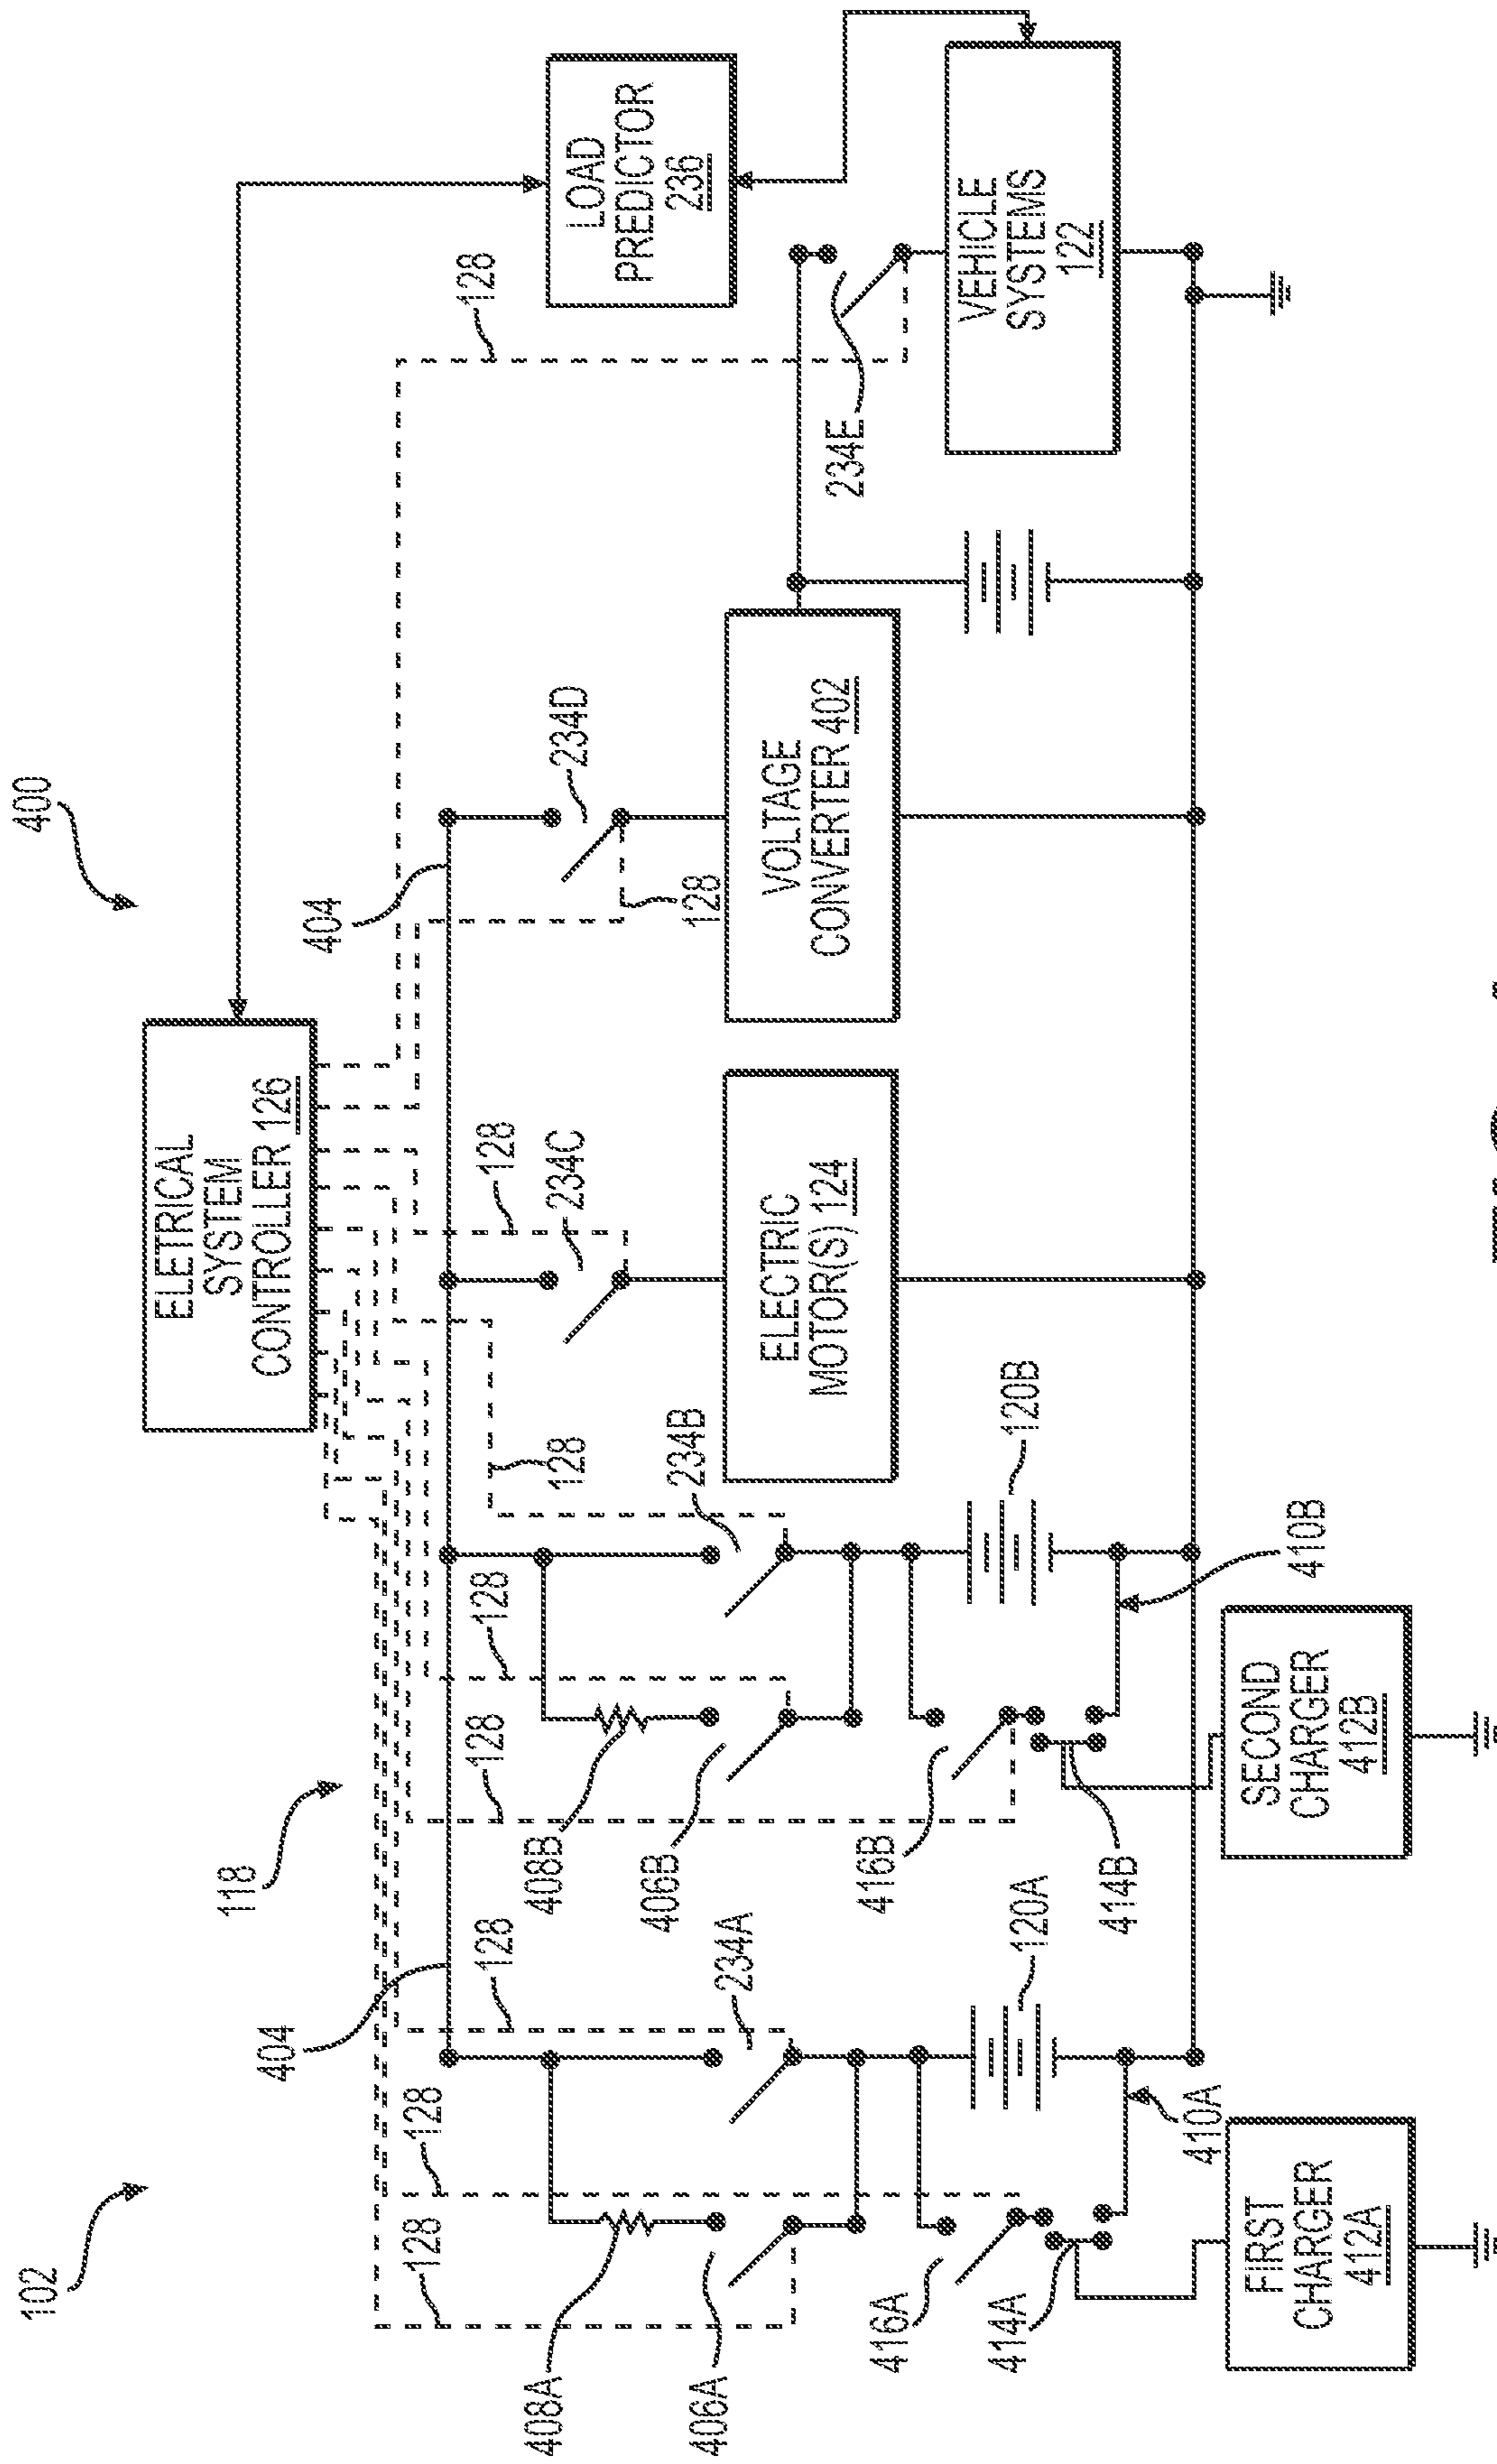 102
400
118
ELETRICAL
SYSTEM
CONTROLLER 126
LOAD
PREDICTOR
236
404
404
128
128
128
128
128
128
128
128
128
408A
406A
234A
408B
406B
234B
234C
234D
234E
416A
414A
120A
410A
416B
414B
120B
410B
ELECTRIC
MOTOR(S) 124
VOLTAGE
CONVERTER 402
VEHICLE
SYSTEMS
122
FIRST
CHARGER
412A
SECOND
CHARGER
412B